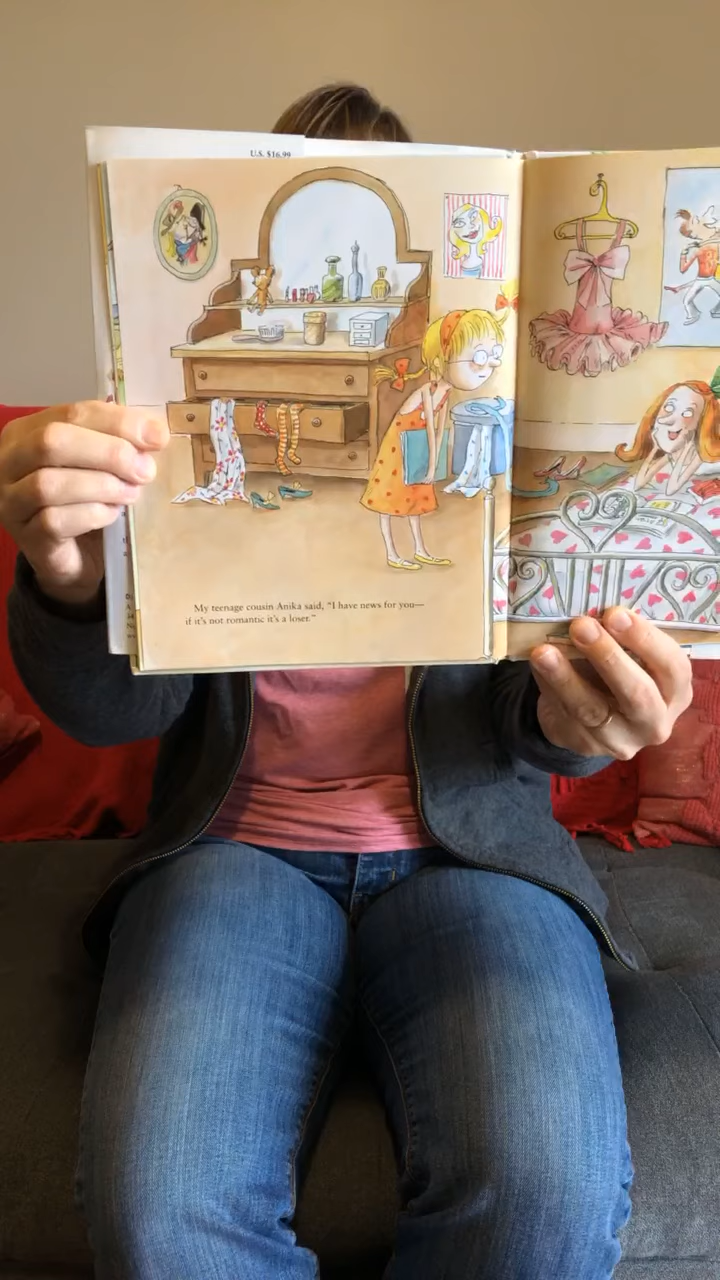 U.S. $16.99
My teenage cousin Anika said, "I have news for you—
if it's not romantic it's a loser."